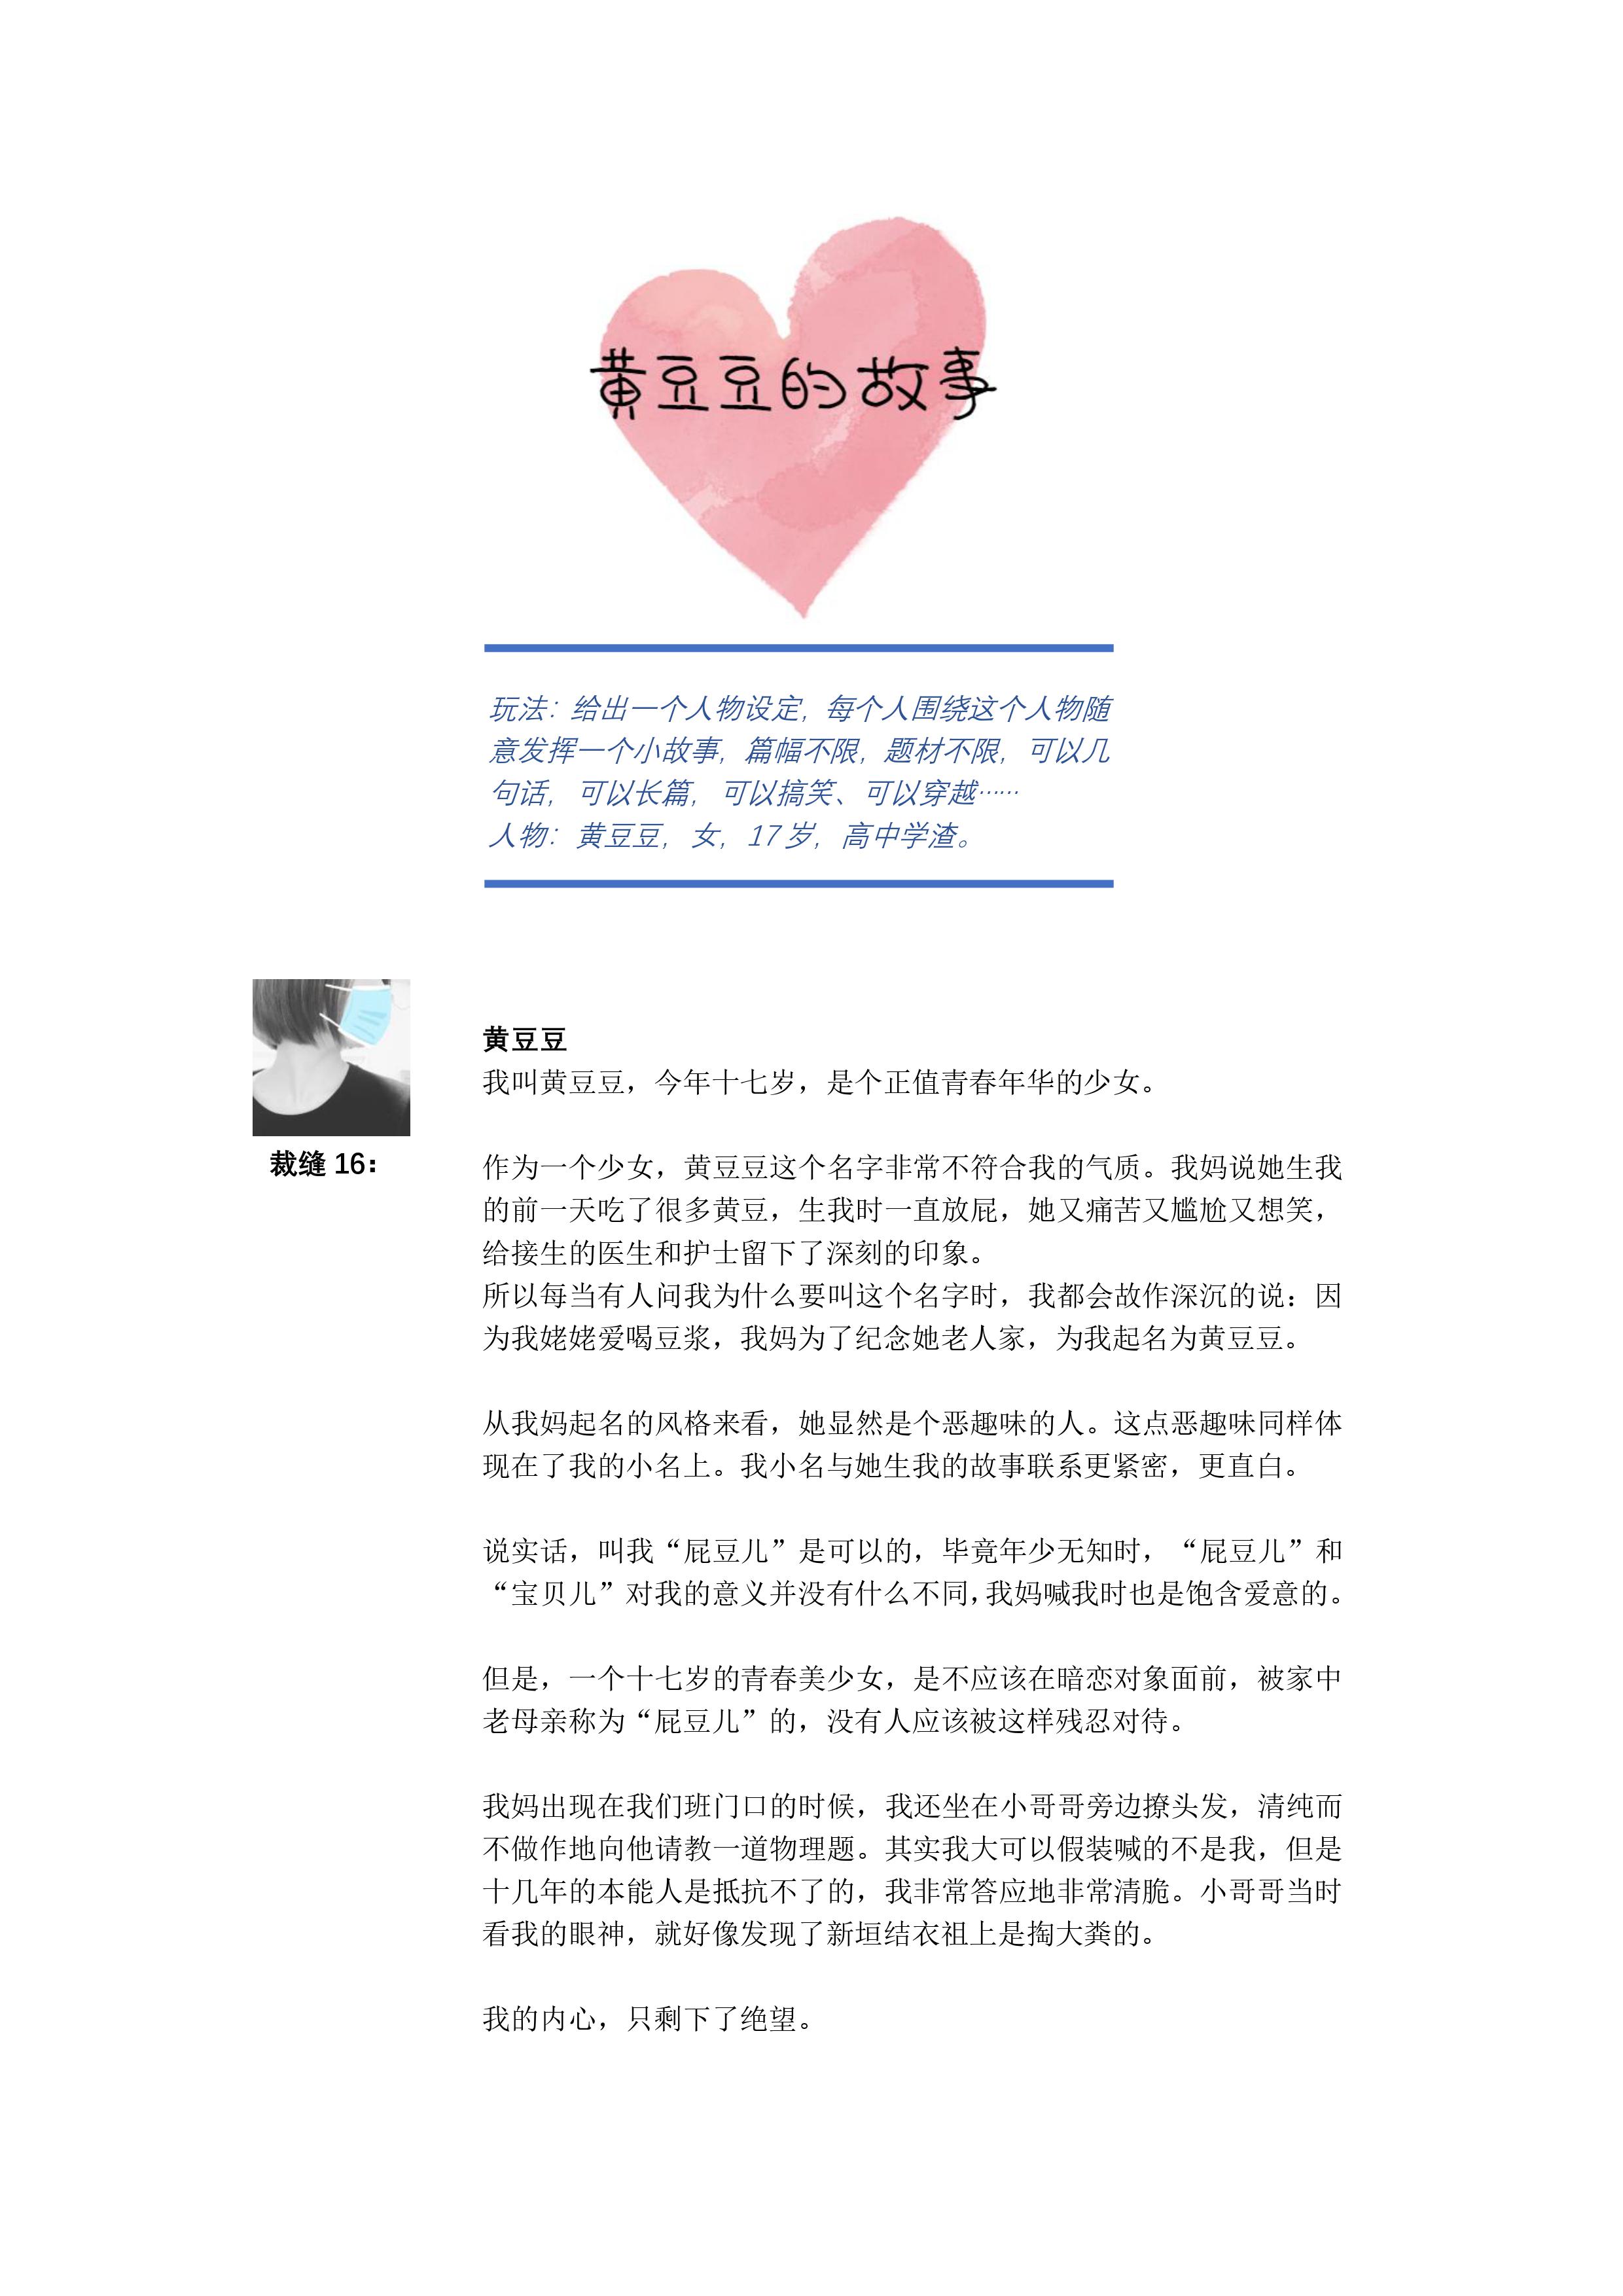 黄豆豆的故事
玩法：给出一个人物设定，每个人围绕这个人物随
意发挥一个小故事，篇幅不限，题材不限，可以几
句话，可以长篇，可以搞笑、可以穿越……
人物：黄豆豆，女，17岁，高中学渣。
裁缝 16：
黄豆豆
我叫黄豆豆，今年十七岁，是个正值青春年华的少女。
作为一个少女，黄豆豆这个名字非常不符合我的气质。我妈说她生我
的前一天吃了很多黄豆，生我时一直放屁，她又痛苦又尴尬又想笑，
给接生的医生和护士留下了深刻的印象。
所以每当有人问我为什么要叫这个名字时，我都会故作深沉的说：因
为我姥姥爱喝豆浆，我妈为了纪念她老人家，为我起名为黄豆豆。
从我妈起名的风格来看，她显然是个恶趣味的人。这点恶趣味同样体
现在了我的小名上。我小名与她生我的故事联系更紧密，更直白。
说实话，叫我“屁豆儿”是可以的，毕竟年少无知时，“屁豆儿”和
“宝贝儿”对我的意义并没有什么不同，我妈喊我时也是饱含爱意的。
但是，一个十七岁的青春美少女，是不应该在暗恋对象面前，被家中
老母亲称为“屁豆儿”的，没有人应该被这样残忍对待。
我妈出现在我们班门口的时候，我还坐在小哥哥旁边撩头发，清纯而
不做作地向他请教一道物理题。其实我大可以假装喊的不是我，但是
十几年的本能人是抵抗不了的，我非常答应地非常清脆。小哥哥当时
看我的眼神，就好像发现了新垣结衣祖上是掏大粪的。
我的内心，只剩下了绝望。